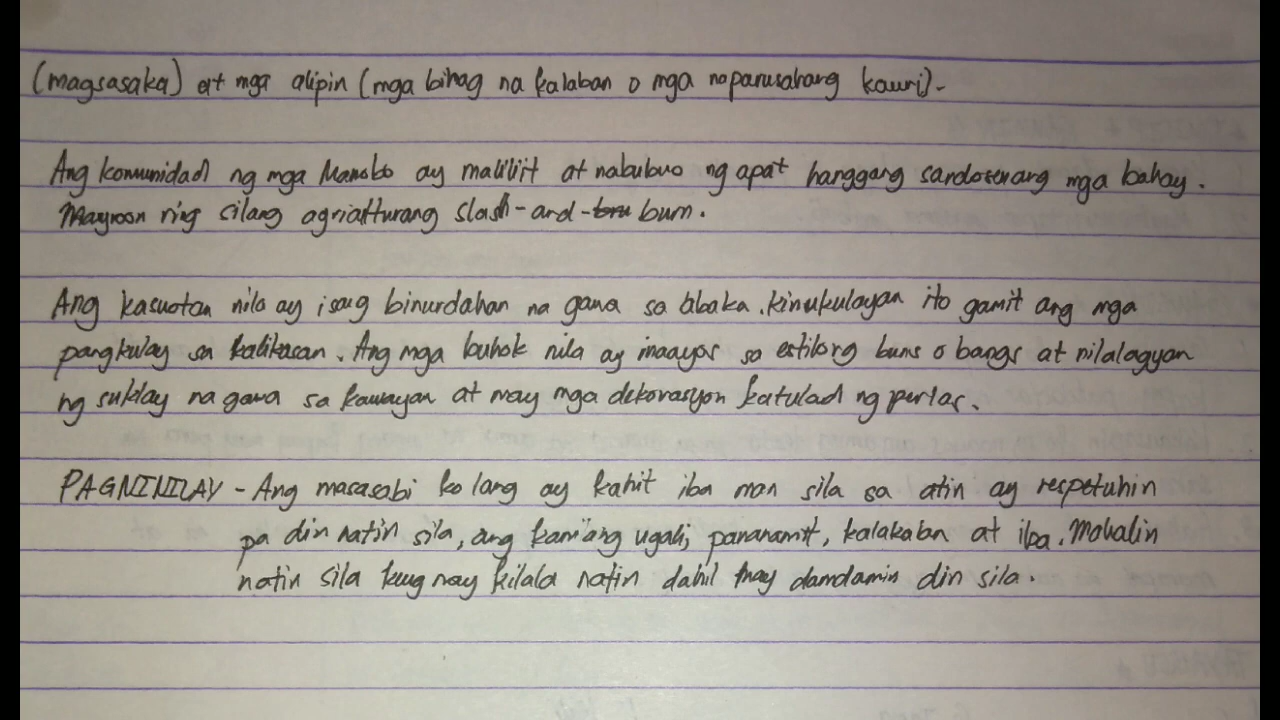 (magsasaka) at mga alipin (mga bihag na kalaban o mga naparusahang kauri).
Ang komunidad ng mga Manobo ay maliliit at nabubuo ng apat hanggang sandosenang mga bahay.
Mayroon ring silang agrikulturang slash-and-burn.
Ang kasuotan nila ay isang binurdahan na gawa sa abaka. kinukulayan ito gamit ang mga
pangkulay sa kalikasan. Ang mga buhok nila ay inaayos sa estilong buns o bangs at nilalagyan
ng suklay na gawa sa kawayan at may mga dekorasyon katulad ng perlas.
PAGNINILAY - Ang masasabi ko lang ay kahit iba man sila sa atin ay respetuhin
pa din natin sila, ang kanilang ugali, pananamit, kalakaban at iba. Mahalin
natin sila kung may kilala natin dahil may damdamin din sila.